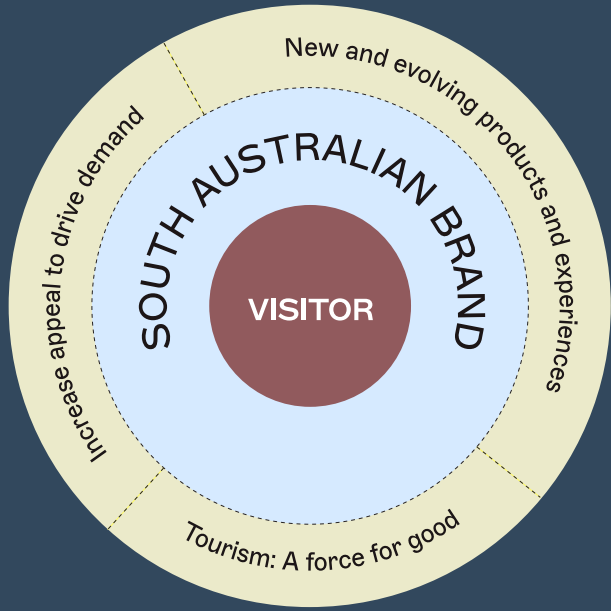 New and evolving products and experiences
Increase appeal to drive demand
SOUTH AUSTRALIAN BRAND
VISITOR
Tourism: A force for good